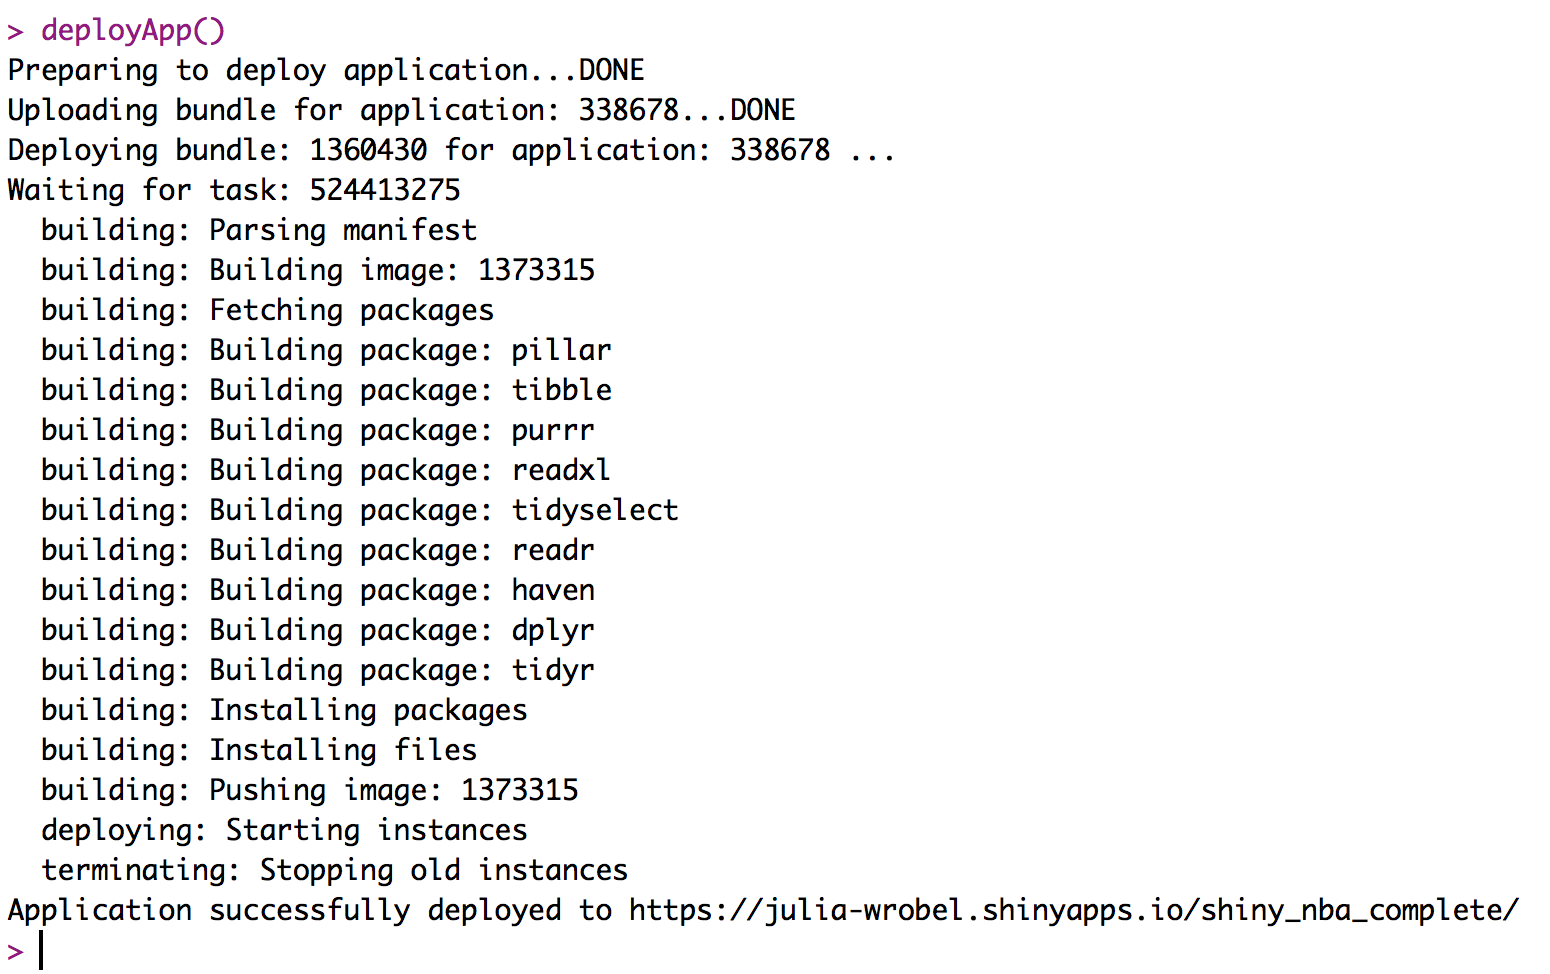 > deployApp()
Preparing to deploy application...DONE
Uploading bundle for application: 338678...DONE
Deploying bundle: 1360430 for application: 338678 ...
Waiting for task: 524413275
  building: Parsing manifest
  building: Building image: 1373315
  building: Fetching packages
  building: Building package: pillar
  building: Building package: tibble
  building: Building package: purrr
  building: Building package: readxl
  building: Building package: tidyselect
  building: Building package: readr
  building: Building package: haven
  building: Building package: dplyr
  building: Building package: tidyr
  building: Installing packages
  building: Installing files
  building: Pushing image: 1373315
  deploying: Starting instances
  terminating: Stopping old instances
Application successfully deployed to https://julia-wrobel.shinyapps.io/shiny_nba_complete/
>